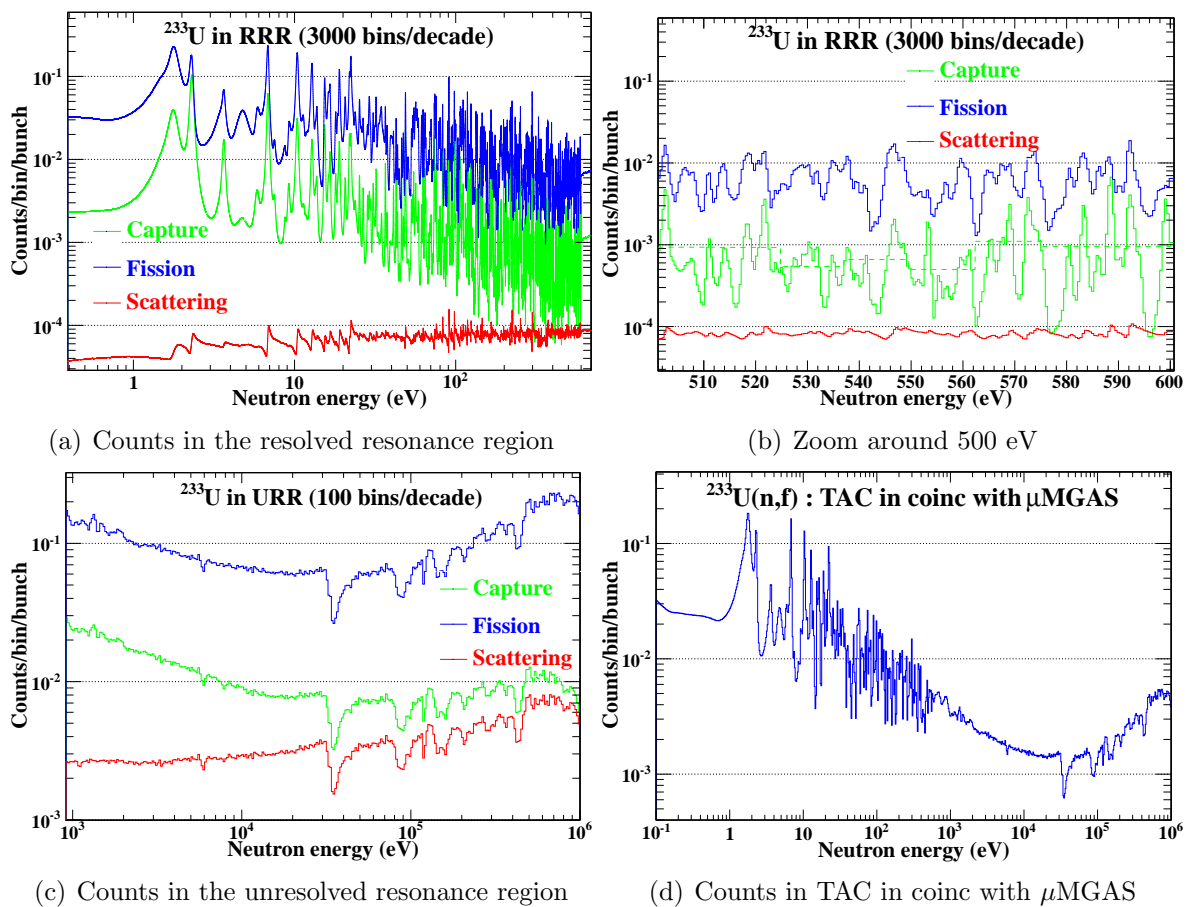 ²³³U in RRR (3000 bins/decade)
Counts/bin/bunch
10⁻¹
10⁻²
10⁻³
10⁻⁴
Capture
Fission
Scattering
1 10 10²
Neutron energy (eV)
(a) Counts in the resolved resonance region
²³³U in RRR (3000 bins/decade)
Counts/bin/bunch
10⁻¹
10⁻²
10⁻³
10⁻⁴
Capture
Fission
Scattering
510 520 530 540 550 560 570 580 590 600
Neutron energy (eV)
(b) Zoom around 500 eV
²³³U in URR (100 bins/decade)
Counts/bin/bunch
10⁻¹
10⁻²
10⁻³
Capture
Fission
Scattering
10³ 10⁴ 10⁵ 10⁶
Neutron energy (eV)
(c) Counts in the unresolved resonance region
²³³U(n,f) : TAC in coinc with μMGAS
Counts/bin/bunch
10⁻¹
10⁻²
10⁻³
10⁻¹ 1 10 10² 10³ 10⁴ 10⁵ 10⁶
Neutron energy (eV)
(d) Counts in TAC in coinc with μMGAS